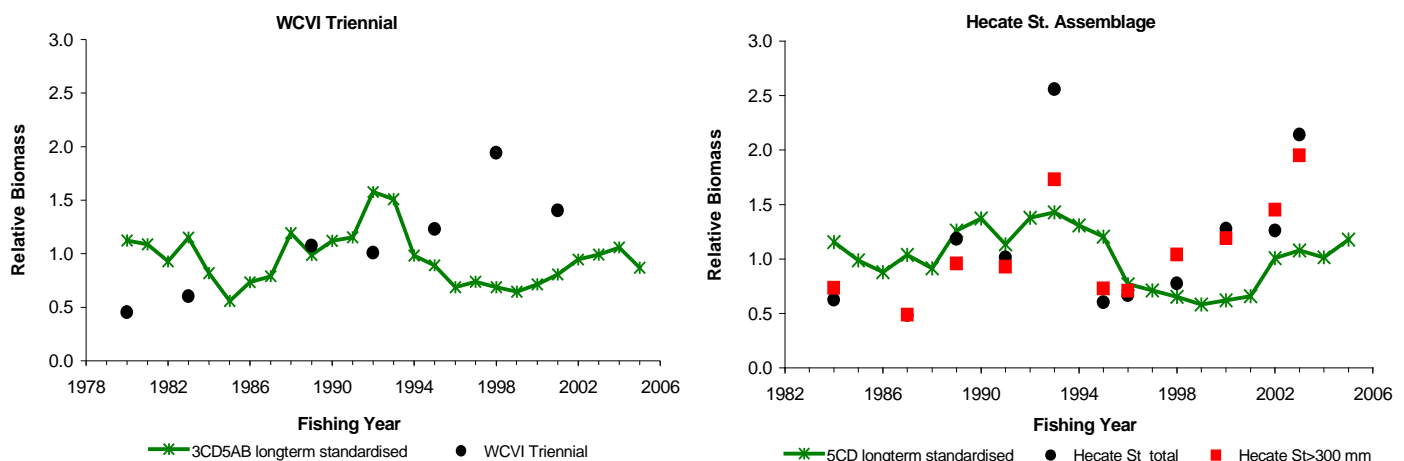 WCVI Triennial
3.0
2.5
2.0
1.5
1.0
0.5
0.0
Relative Biomass
1978 1982 1986 1990 1994 1998 2002 2006
Fishing Year
3CD5AB longterm standardised WCVI Triennial
Hecate St. Assemblage
3.0
2.5
2.0
1.5
1.0
0.5
0.0
Relative Biomass
1982 1986 1990 1994 1998 2002 2006
Fishing Year
5CD longterm standardised Hecate St total Hecate St>300 mm